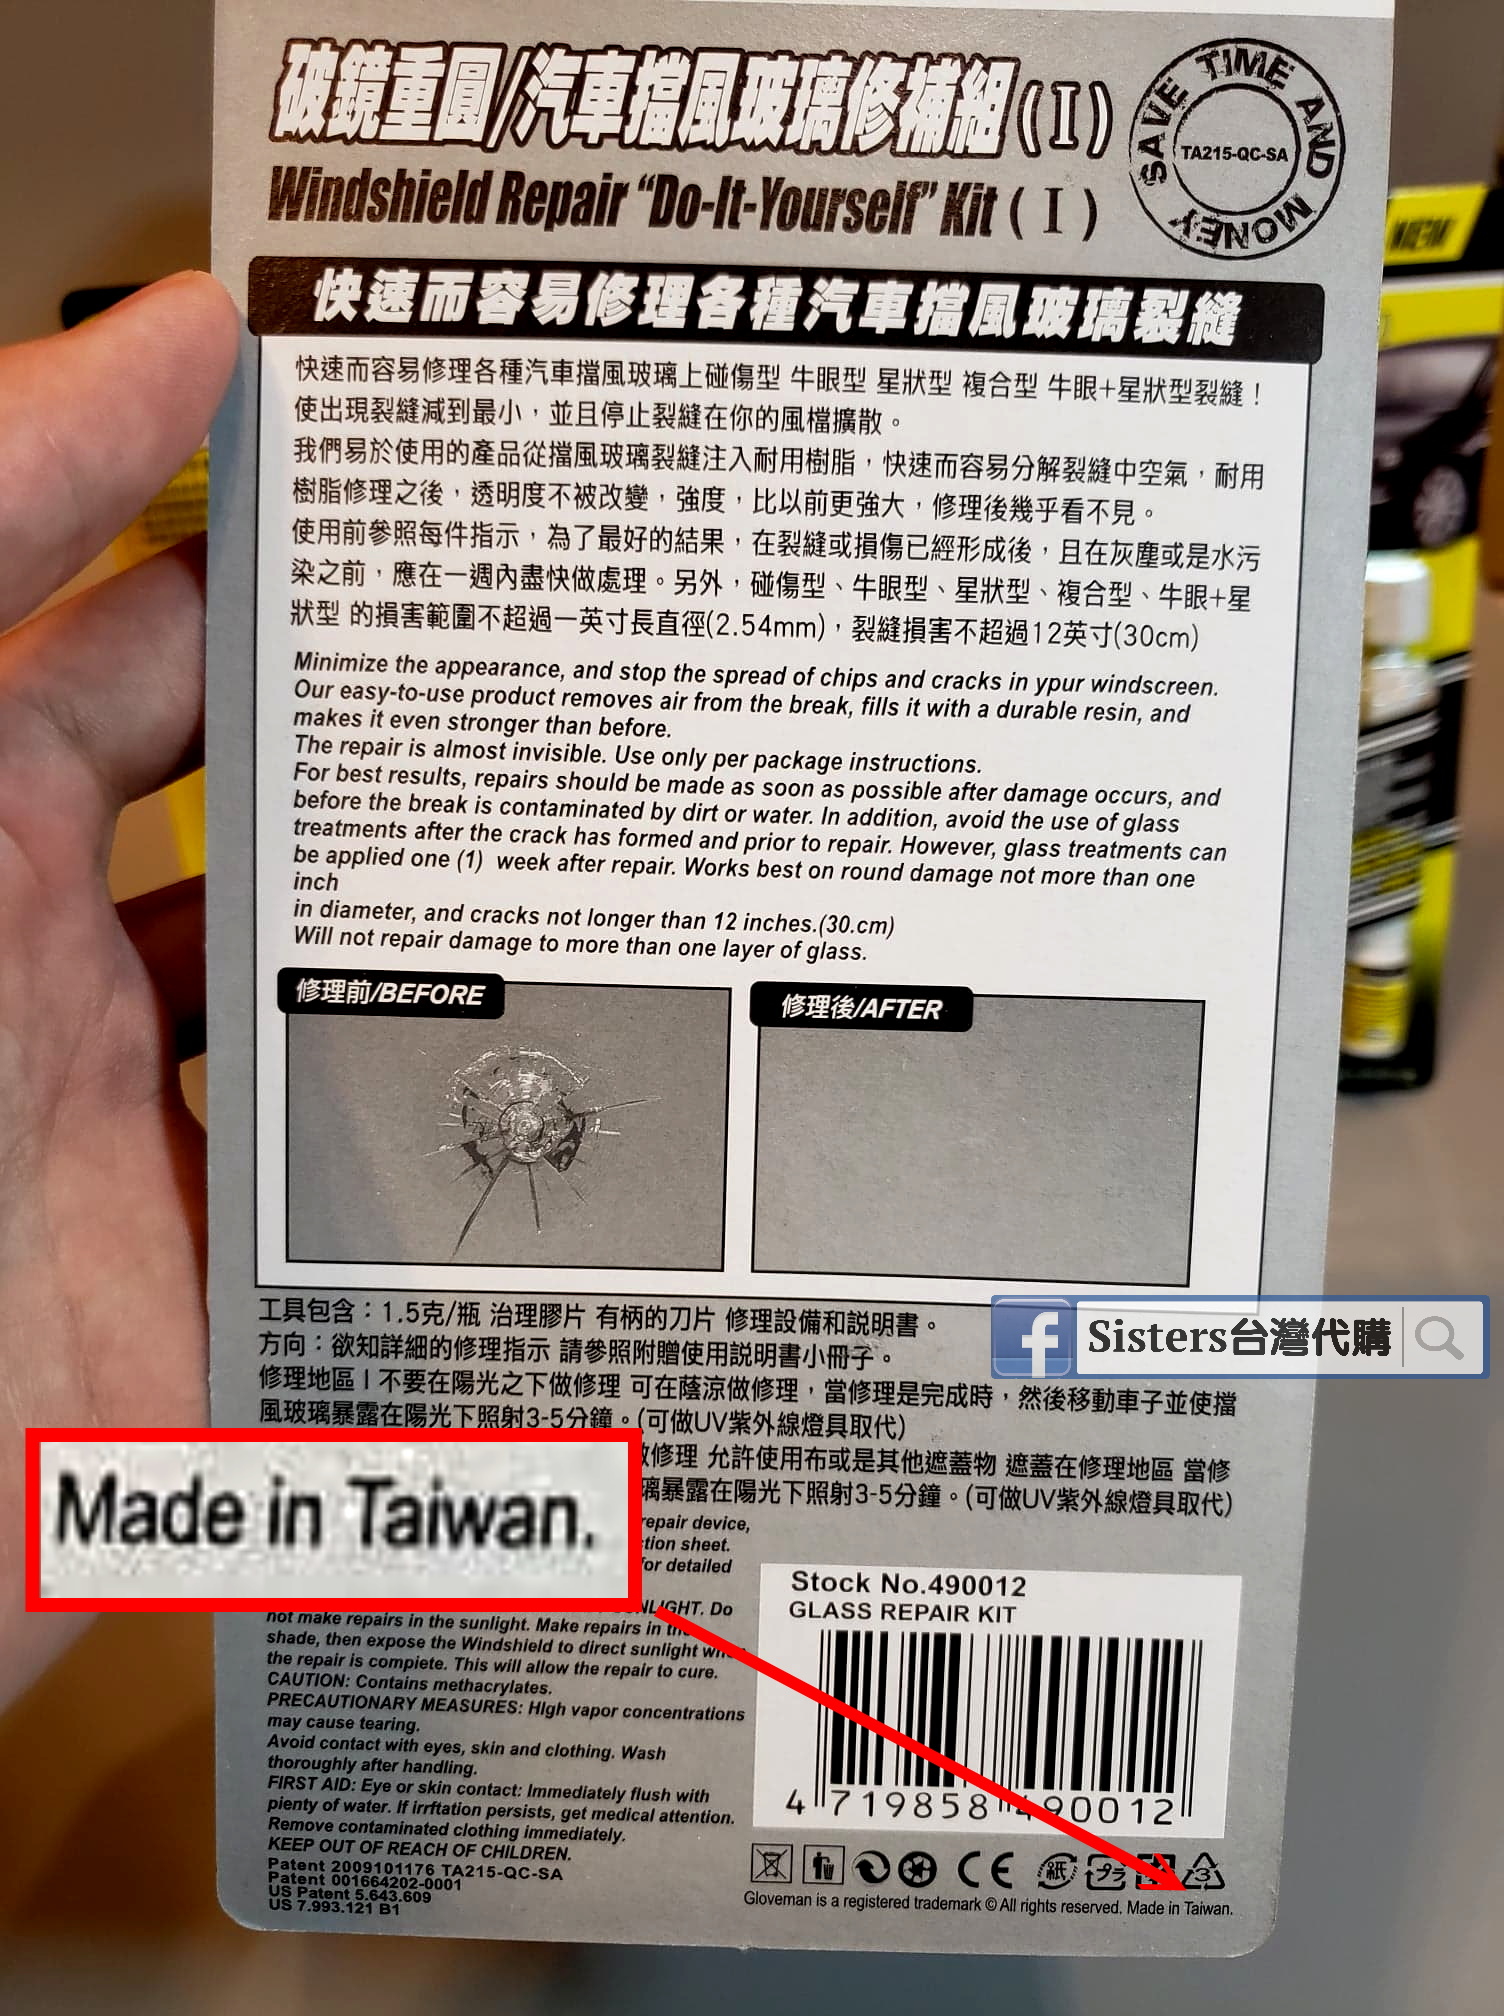 破鏡重圓/汽車擋風玻璃修補組(I)
Windshield Repair “Do-It-Yourself” Kit (I)
SAVE TIME AND MONEY
TA215-QC-SA
NEW
快速而容易修理各種汽車擋風玻璃裂縫
快速而容易修理各種汽車擋風玻璃上碰傷型 牛眼型 星狀型 複合型 牛眼+星狀型裂縫！
使出現裂縫減到最小，並且停止裂縫在你的風檔擴散。
我們易於使用的產品從擋風玻璃裂縫注入耐用樹脂，快速而容易分解裂縫中空氣，耐用
樹脂修理之後，透明度不被改變，強度，比以前更強大，修理後幾乎看不見。
使用前參照每件指示，為了最好的結果，在裂縫或損傷已經形成後，且在灰塵或是水污
染之前，應在一週內盡快做處理。另外，碰傷型、牛眼型、星狀型、複合型、牛眼+星
狀型 的損害範圍不超過一英寸長直徑(2.54mm)，裂縫損害不超過12英寸(30cm)
Minimize the appearance, and stop the spread of chips and cracks in ypur windscreen.
Our easy-to-use product removes air from the break, fills it with a durable resin, and
makes it even stronger than before.
The repair is almost invisible. Use only per package instructions.
For best results, repairs should be made as soon as possible after damage occurs, and
before the break is contaminated by dirt or water. In addition, avoid the use of glass
treatments after the crack has formed and prior to repair. However, glass treatments can
be applied one (1) week after repair. Works best on round damage not more than one
inch
in diameter, and cracks not longer than 12 inches.(30.cm)
Will not repair damage to more than one layer of glass.
修理前/BEFORE
修理後/AFTER
工具包含：1.5克/瓶 治理膠片 有柄的刀片 修理設備和説明書。
方向：欲知詳細的修理指示 請參照附贈使用説明書小冊子。
修理地區 I 不要在陽光之下做修理 可在蔭涼做修理，當修理是完成時，然後移動車子並使擋
風玻璃暴露在陽光下照射3-5分鐘。(可做UV紫外線燈具取代)
修理 允許使用布或是其他遮蓋物 遮蓋在修理地區 當修
璃暴露在陽光下照射3-5分鐘。(可做UV紫外線燈具取代)
Sisters台灣代購
Made in Taiwan.
repair device,
tion sheet.
for detailed
NLIGHT. Do
not make repairs in the sunlight. Make repairs in the
shade, then expose the Windshield to direct sunlight when
the repair is compiete. This will allow the repair to cure.
CAUTION: Contains methacrylates.
PRECAUTIONARY MEASURES: High vapor concentrations
may cause tearing.
Avoid contact with eyes, skin and clothing. Wash
thoroughly after handling.
FIRST AID: Eye or skin contact: Immediately flush with
plenty of water. If irrftation persists, get medical attention.
Remove contaminated clothing immediately.
KEEP OUT OF REACH OF CHILDREN.
Patent 2009101176 TA215-QC-SA
Patent 001664202-0001
US Patent 5.643.609
US 7.993.121 B1
Stock No.490012
GLASS REPAIR KIT
4 719858 490012
CE 紙 プラ 3
Gloveman is a registered trademark © All rights reserved. Made in Taiwan.